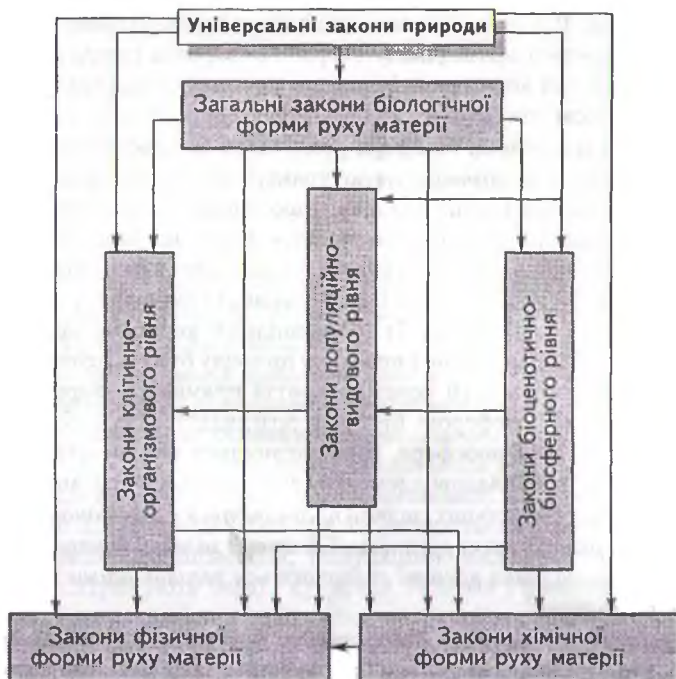 Універсальні закони природи
Загальні закони біологічної
форми руху матерії
Закони клітинно-
організмового рівня
Закони популяційно-
видового рівня
Закони біоценотично-
біосферного рівня
Закони фізичної
форми руху матерії
Закони хімічної
форми руху матерії